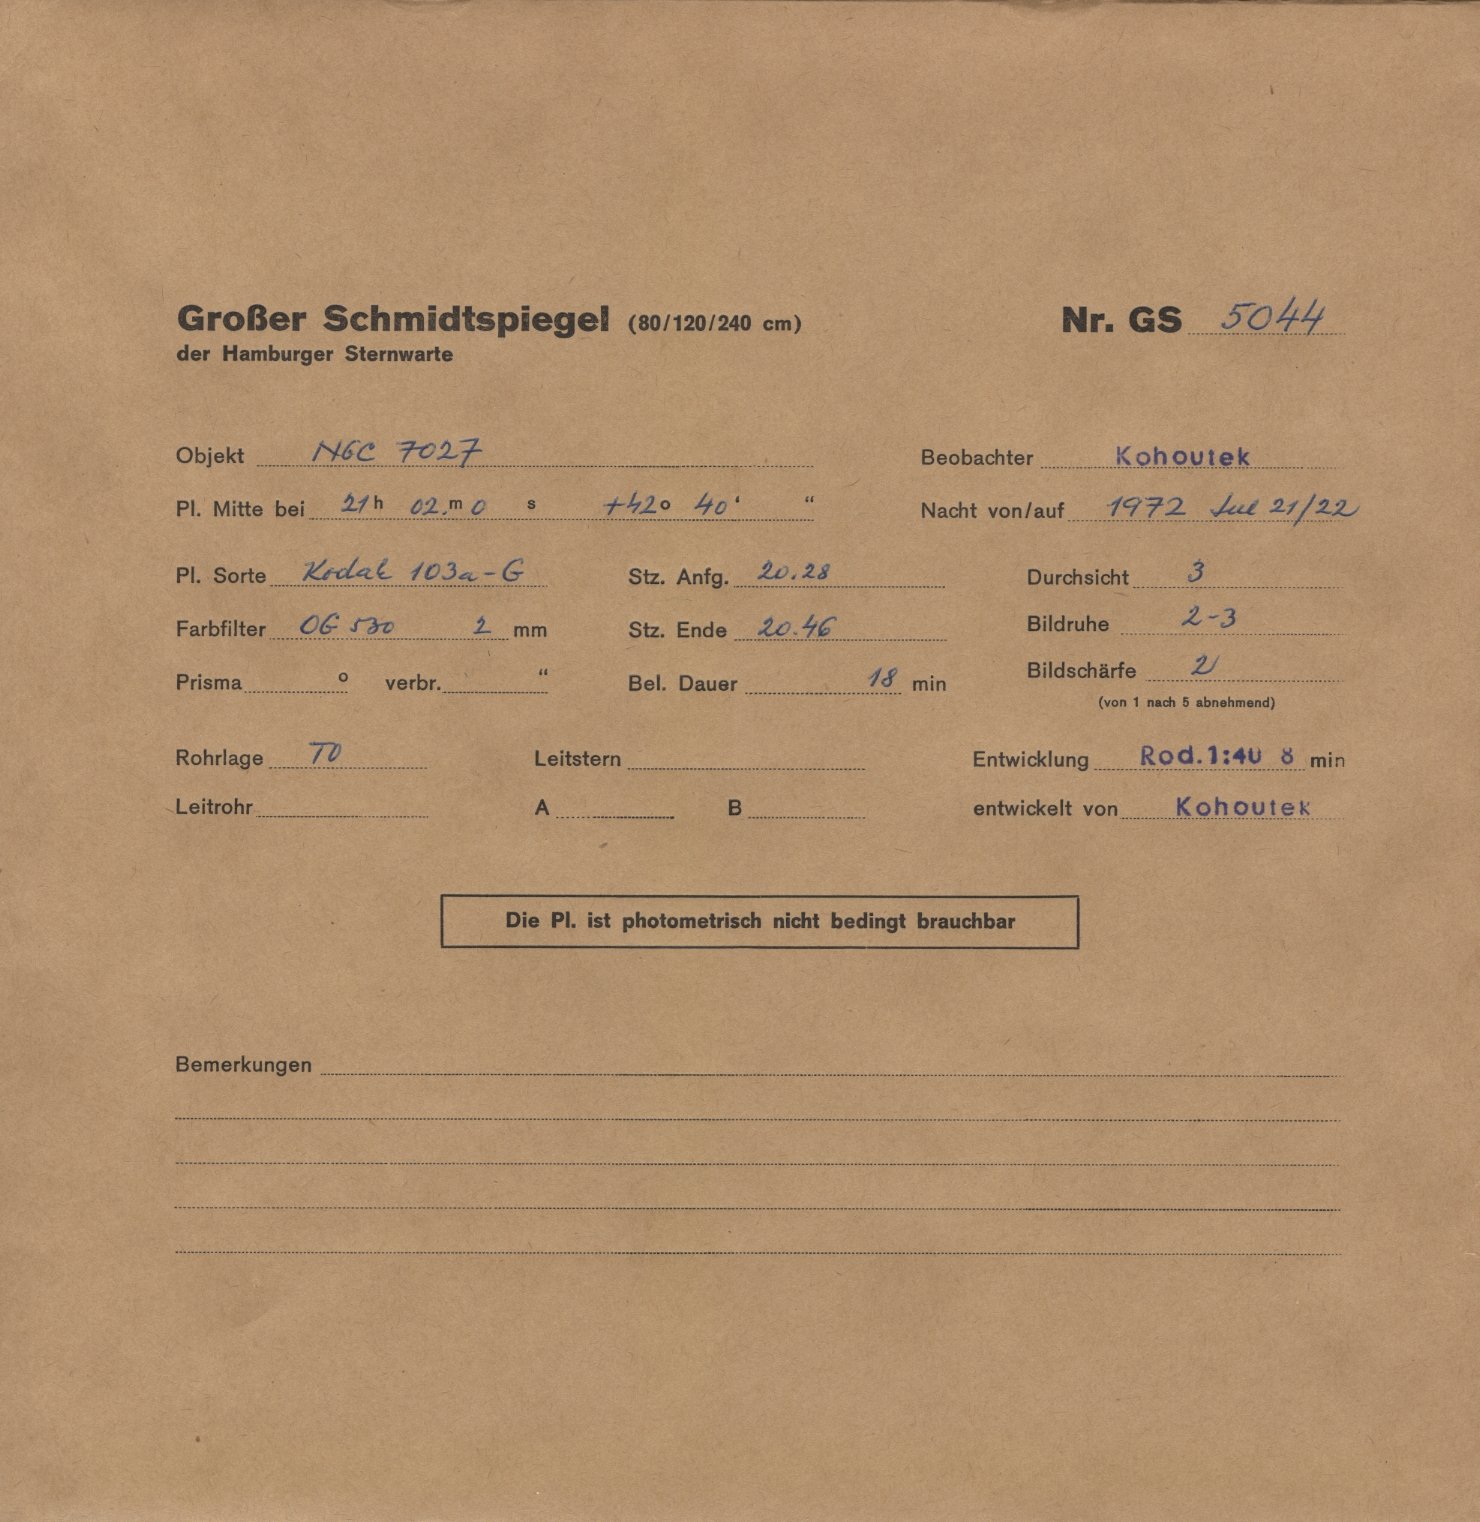 Großer Schmidtspiegel (80/120/240 cm) Nr. GS 5044
der Hamburger Sternwarte
Objekt NGC 7027 Beobachter Kohoutek
Pl. Mitte bei 21h 02.m 0 s +42o 40‘ “ Nacht von/auf 1972 Jul 21/22
Pl. Sorte Kodak 103a-G Stz. Anfg. 20.28 Durchsicht 3
Farbfilter OG 530 2 mm Stz. Ende 20.46 Bildruhe 2-3
Prisma o verbr. “ Bel. Dauer 18 min Bildschärfe 2
(von 1 nach 5 abnehmend)
Rohrlage TO Leitstern Entwicklung Rod.1:40 8 min
Leitrohr A B entwickelt von Kohoutek
Die Pl. ist photometrisch nicht bedingt brauchbar
Bemerkungen